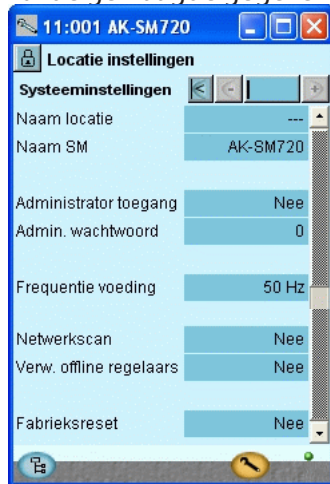 11:001 AK-SM720
Locatie instellingen
Systeeminstellingen
Naam locatie ---
Naam SM AK-SM720
Administrator toegang Nee
Admin. wachtwoord 0
Frequentie voeding 50 Hz
Netwerkscan Nee
Verw. offline regelaars Nee
Fabrieksreset Nee